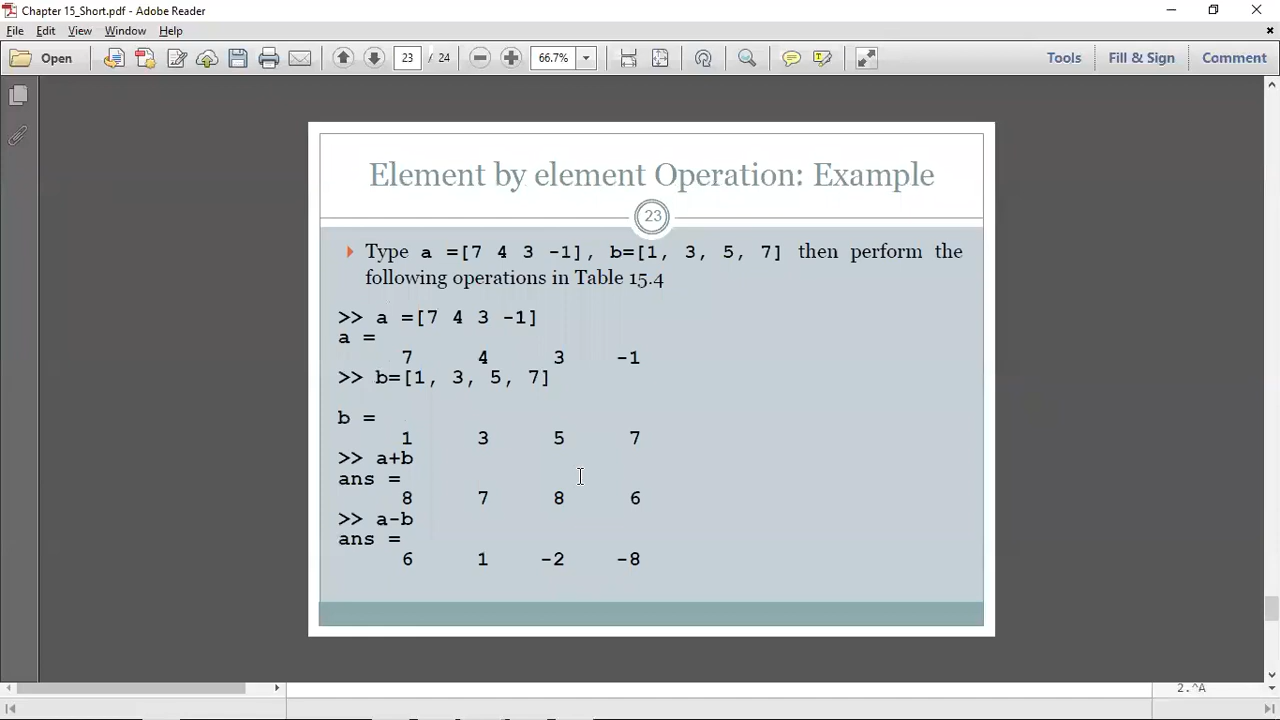 Chapter 15_Short.pdf - Adobe Reader
File Edit View Window Help
Open 23 / 24 66.7% Tools Fill & Sign Comment
Element by element Operation: Example
23
Type a =[7 4 3 -1], b=[1, 3, 5, 7] then perform the
following operations in Table 15.4
>> a =[7 4 3 -1]
a =
7 4 3 -1
>> b=[1, 3, 5, 7]
b =
1 3 5 7
>> a+b
ans =
8 7 8 6
>> a-b
ans =
6 1 -2 -8
2.^A